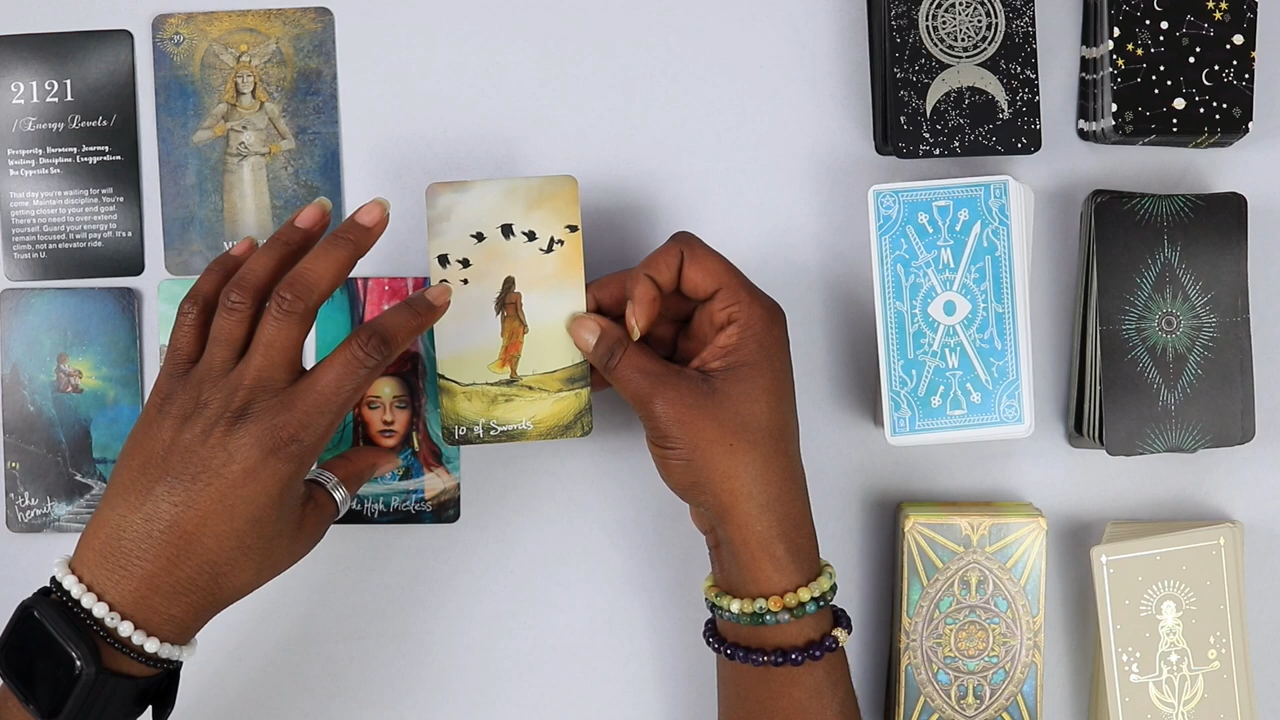 2121
/Energy Levels/
Prosperity, Harmony, Journey,
Waiting, Discipline, Exaggeration,
The Opposite Sex.
That day you're waiting for will
come. Maintain discipline. You're
getting closer to your end goal.
There's no need to over-extend
yourself. Guard your energy to
remain focused. It will pay off. It's a
climb, not an elevator ride.
Trust in U.
39
10 of Swords
the
hermit
the High Priestess
M
W